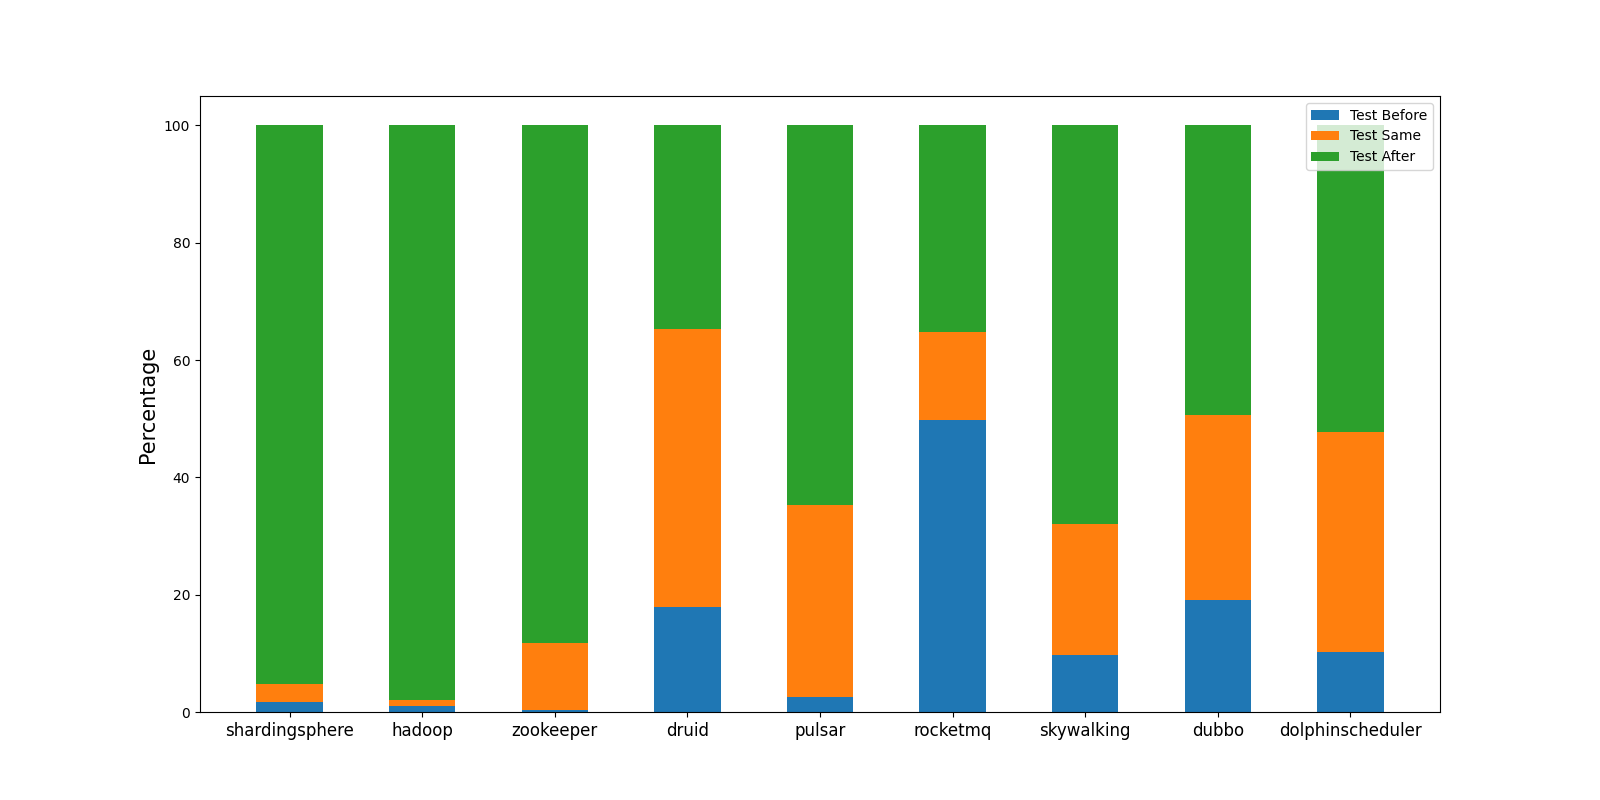 Test Before
Test Same
Test After
Percentage
100
80
60
40
20
0
shardingsphere hadoop zookeeper druid pulsar rocketmq skywalking dubbo dolphinscheduler